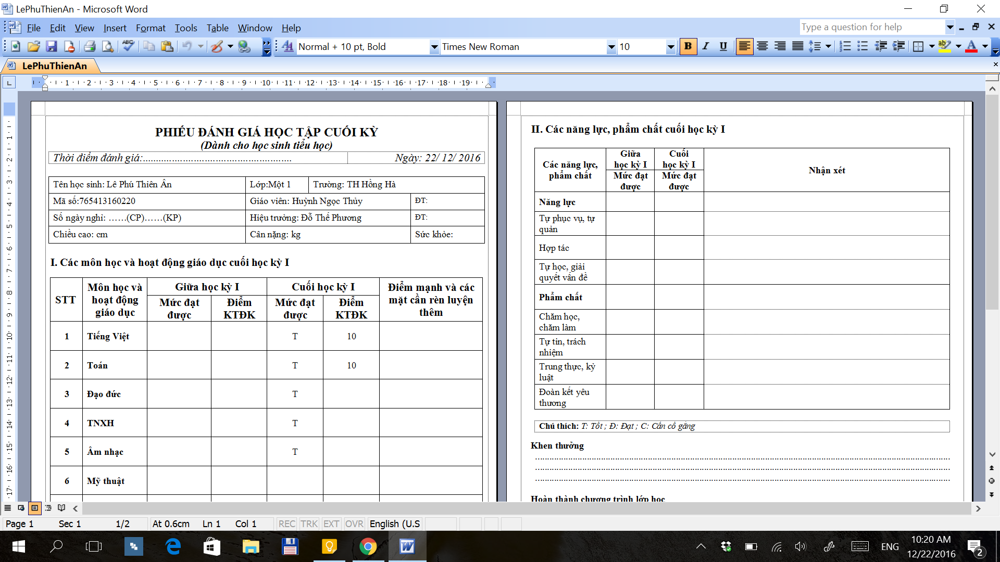 LePhuThienAn - Microsoft Word
File Edit View Insert Format Tools Table Window Help
Type a question for help
Normal + 10 pt, Bold Times New Roman 10 B I U
LePhuThienAn
1 2 3 4 5 6 7 8 9 10 11 12 13 14 15 16 17 18 19
PHIẾU ĐÁNH GIÁ HỌC TẬP CUỐI KỲ
(Dành cho học sinh tiểu học)
Thời điểm đánh giá:........................................................ Ngày: 22/ 12/ 2016
Tên học sinh: Lê Phú Thiên Ân Lớp:Một 1 Trường: TH Hồng Hà
Mã số:765413160220 Giáo viên: Huỳnh Ngọc Thủy ĐT:
Số ngày nghỉ: ……(CP)……(KP) Hiệu trưởng: Đỗ Thế Phương ĐT:
Chiều cao: cm Cân nặng: kg Sức khỏe:
I. Các môn học và hoạt động giáo dục cuối học kỳ I
STT Môn học và hoạt động giáo dục Giữa học kỳ I Cuối học kỳ I Điểm mạnh và các mặt cần rèn luyện thêm
Mức đạt được Điểm KTĐK Mức đạt được Điểm KTĐK
1 Tiếng Việt T 10
2 Toán T 10
3 Đạo đức T
4 TNXH T
5 Âm nhạc T
6 Mỹ thuật
II. Các năng lực, phẩm chất cuối học kỳ I
Các năng lực, phẩm chất Giữa học kỳ I Cuối học kỳ I Nhận xét
Mức đạt được Mức đạt được
Năng lực
Tự phục vụ, tự
quản
Hợp tác
Tự học, giải
quyết vấn đề
Phẩm chất
Chăm học,
chăm làm
Tự tin, trách
nhiệm
Trung thực, kỷ
luật
Đoàn kết yêu
thương
Chú thích: T: Tốt ; Đ: Đạt ; C: Cần cố gắng
Khen thưởng
Hoàn thành chương trình lớp học
Page 1 Sec 1 1/2 At 0.6cm Ln 1 Col 1 REC TRK EXT OVR English (U.S
ENG
10:20 AM
12/22/2016
2